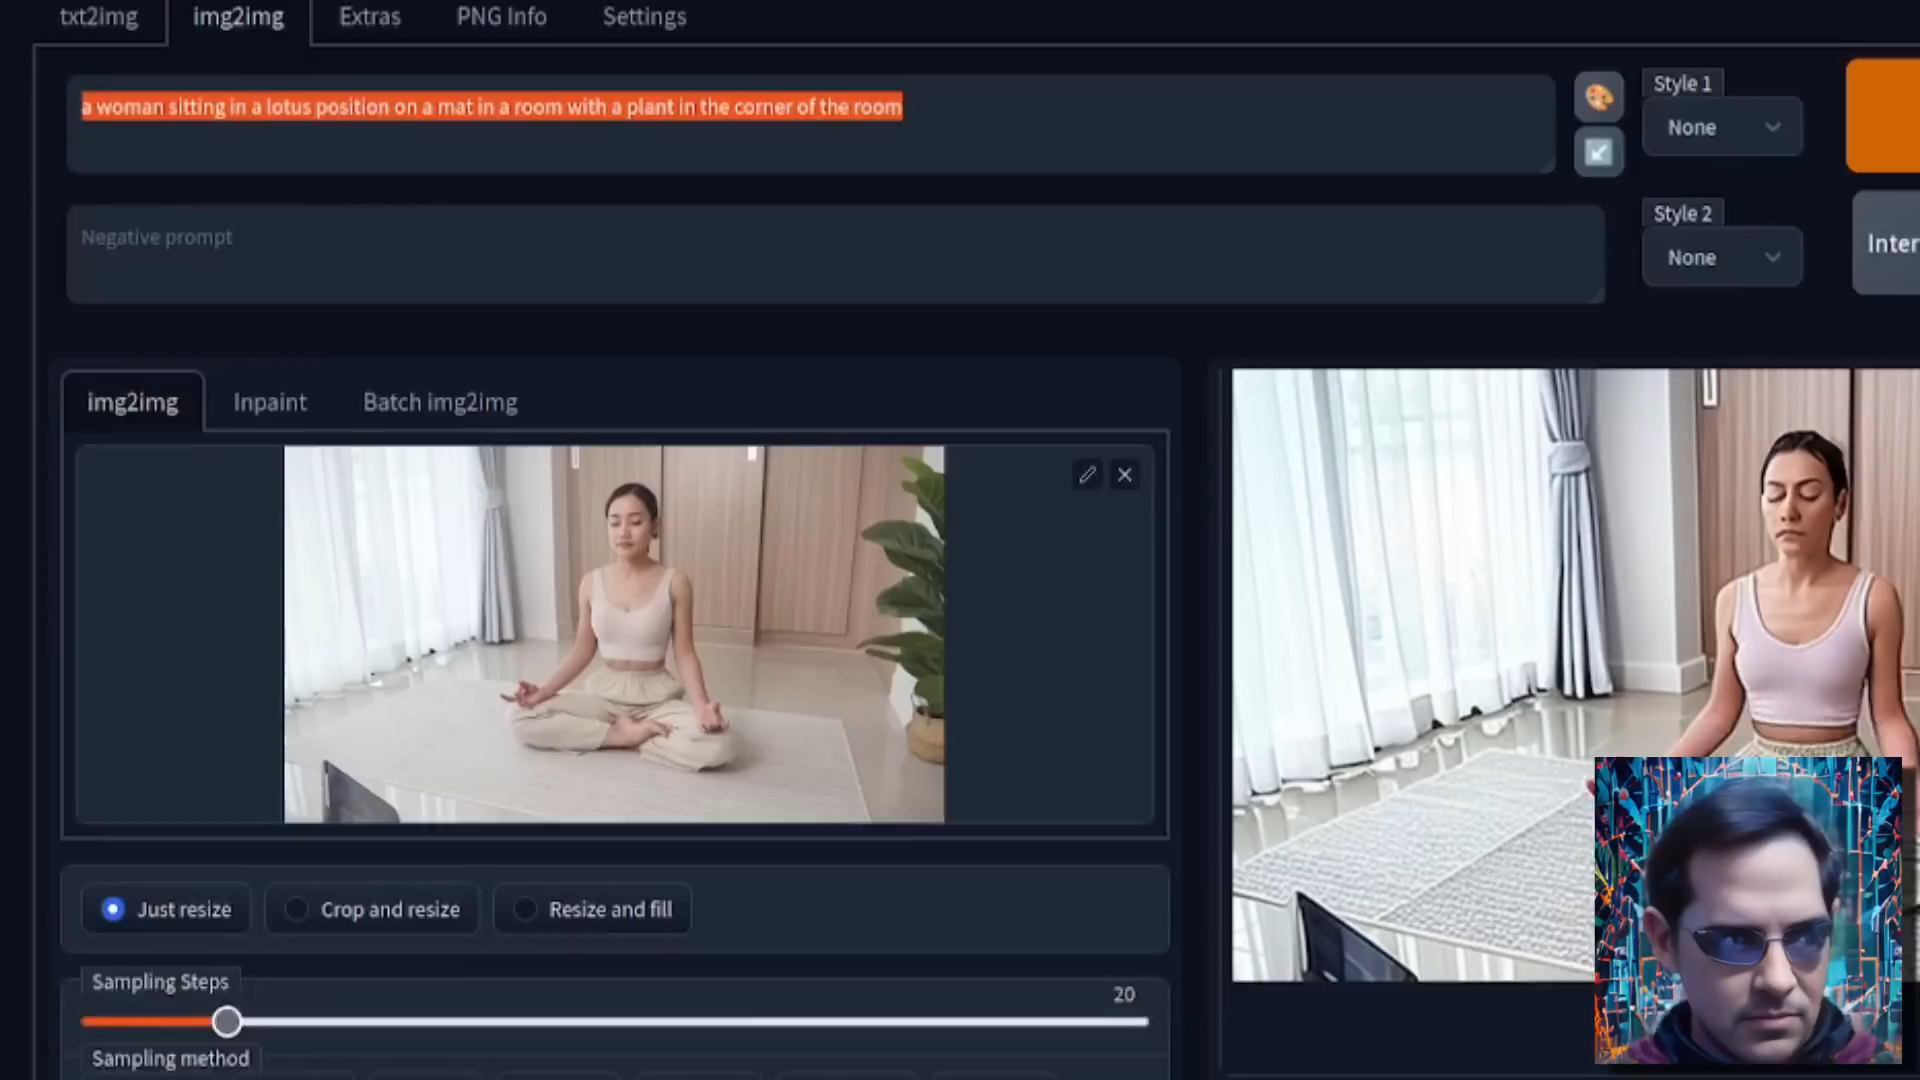 txt2img
img2img
Extras
PNG Info
Settings
a woman sitting in a lotus position on a mat in a room with a plant in the corner of the room
Style 1
None
Negative prompt
Style 2
None
Inter
img2img
Inpaint
Batch img2img
Just resize
Crop and resize
Resize and fill
Sampling Steps
20
Sampling method